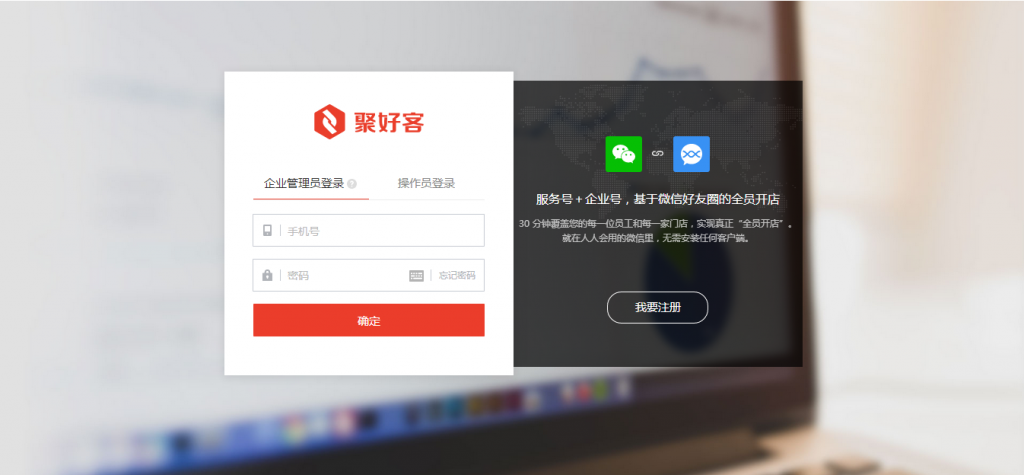 聚好客
企业管理员登录 ?
操作员登录
手机号
密码
忘记密码
确定
服务号 + 企业号，基于微信好友圈的全员开店
30 分钟覆盖您的每一位员工和每一家门店，实现真正“全员开店”。
就在人人会用的微信里，无需安装任何客户端。
我要注册